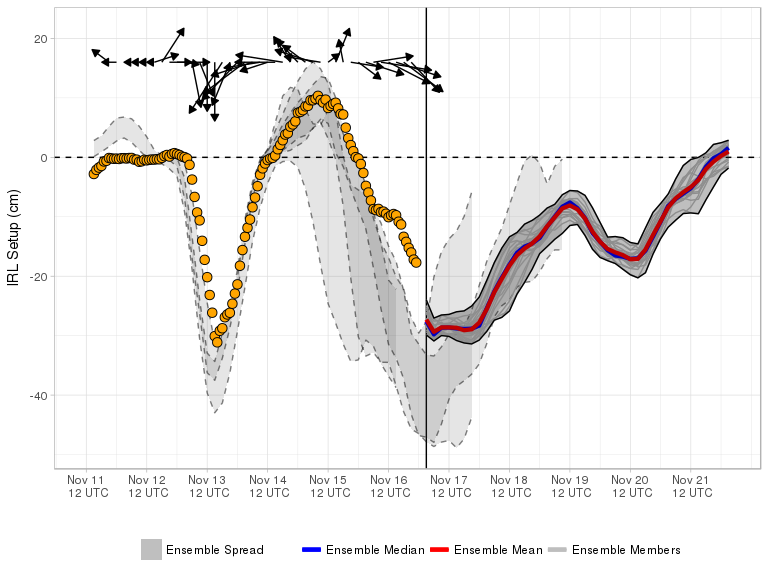 IRL Setup (cm)
20
0
-20
-40
Nov 11 Nov 12 Nov 13 Nov 14 Nov 15 Nov 16 Nov 17 Nov 18 Nov 19 Nov 20 Nov 21
12 UTC 12 UTC 12 UTC 12 UTC 12 UTC 12 UTC 12 UTC 12 UTC 12 UTC 12 UTC 12 UTC
Ensemble Spread Ensemble Median Ensemble Mean Ensemble Members